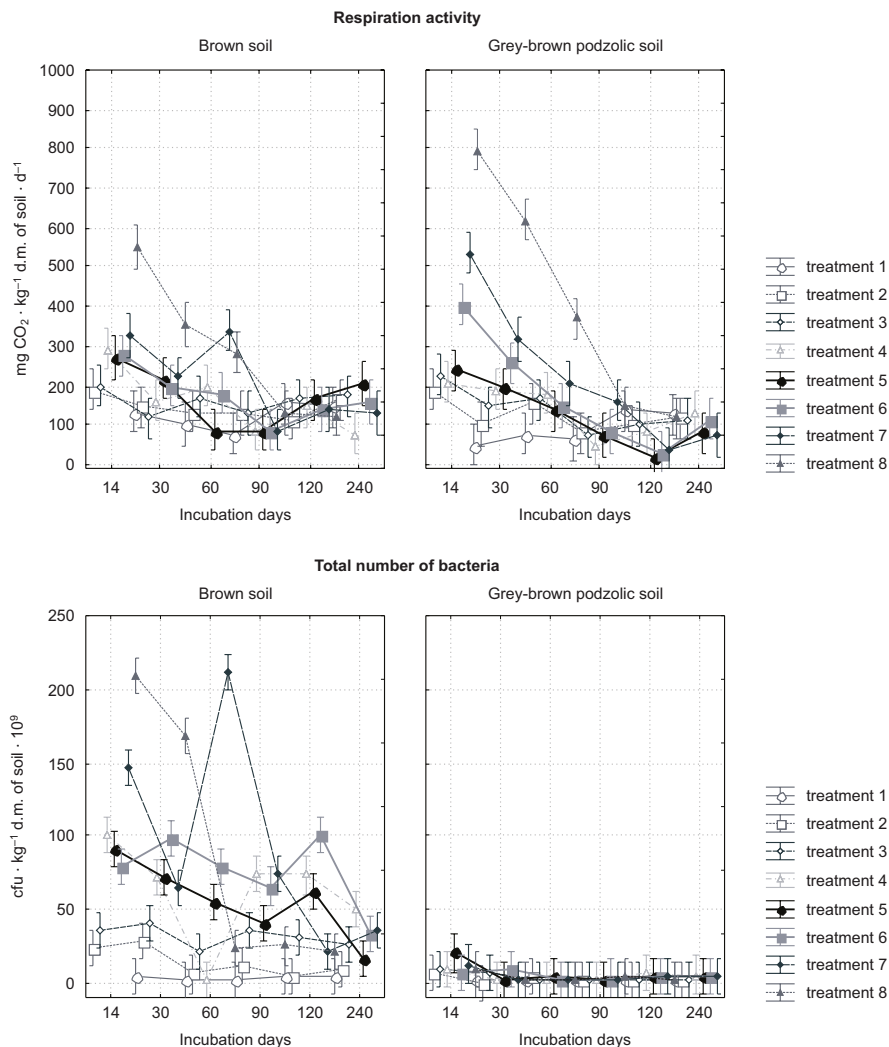 Respiration activity
Brown soil
Grey-brown podzolic soil
mg CO₂ · kg⁻¹ d.m. of soil · d⁻¹
1000
900
800
700
600
500
400
300
200
100
0
14 30 60 90 120 240
14 30 60 90 120 240
Incubation days
Incubation days
treatment 1
treatment 2
treatment 3
treatment 4
treatment 5
treatment 6
treatment 7
treatment 8
Total number of bacteria
Brown soil
Grey-brown podzolic soil
cfu · kg⁻¹ d.m. of soil · 10⁹
250
200
150
100
50
0
14 30 60 90 120 240
14 30 60 90 120 240
Incubation days
Incubation days
treatment 1
treatment 2
treatment 3
treatment 4
treatment 5
treatment 6
treatment 7
treatment 8